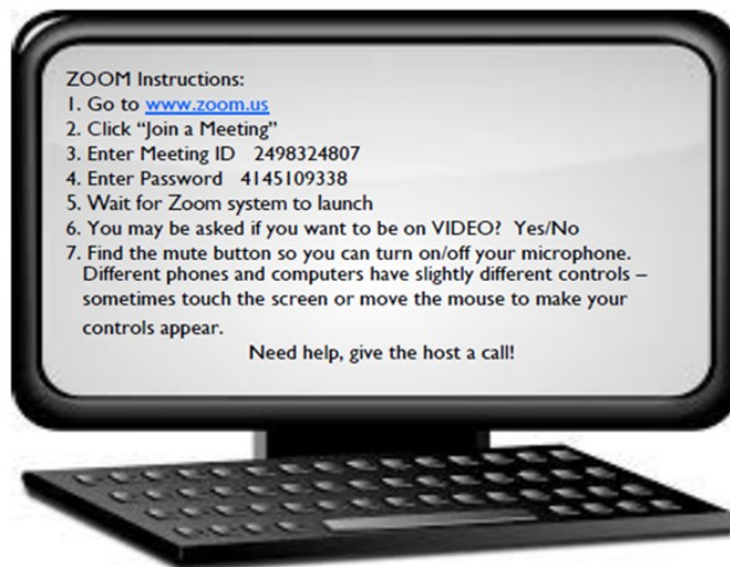 ZOOM Instructions:
1. Go to www.zoom.us
2. Click “Join a Meeting”
3. Enter Meeting ID 2498324807
4. Enter Password 4145109338
5. Wait for Zoom system to launch
6. You may be asked if you want to be on VIDEO? Yes/No
7. Find the mute button so you can turn on/off your microphone.
Different phones and computers have slightly different controls –
sometimes touch the screen or move the mouse to make your
controls appear.
Need help, give the host a call!